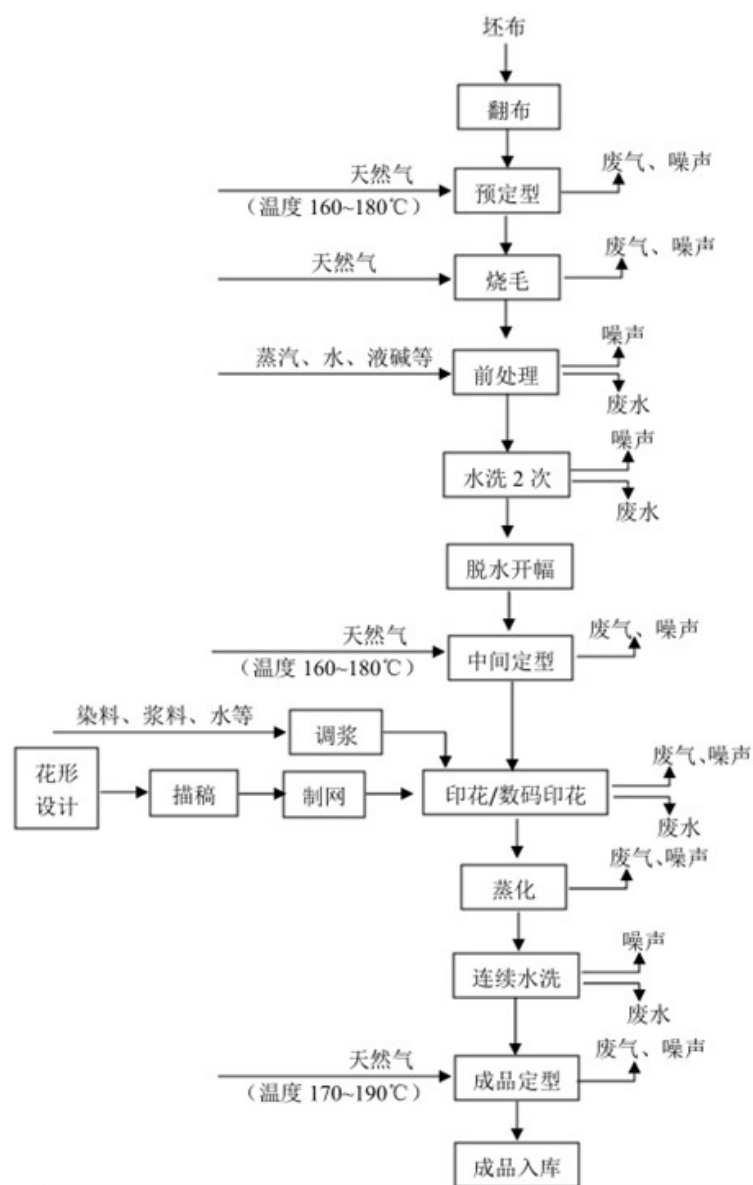 坯布
翻布
天然气
（温度 160~180℃）
预定型
废气、噪声
天然气
烧毛
废气、噪声
蒸汽、水、液碱等
前处理
噪声
废水
水洗 2 次
噪声
废水
脱水开幅
天然气
（温度 160~180℃）
中间定型
废气、噪声
染料、浆料、水等
调浆
花形
设计
描稿
制网
印花/数码印花
废气、噪声
废水
蒸化
废气、噪声
连续水洗
噪声
废水
天然气
（温度 170~190℃）
成品定型
废气、噪声
成品入库